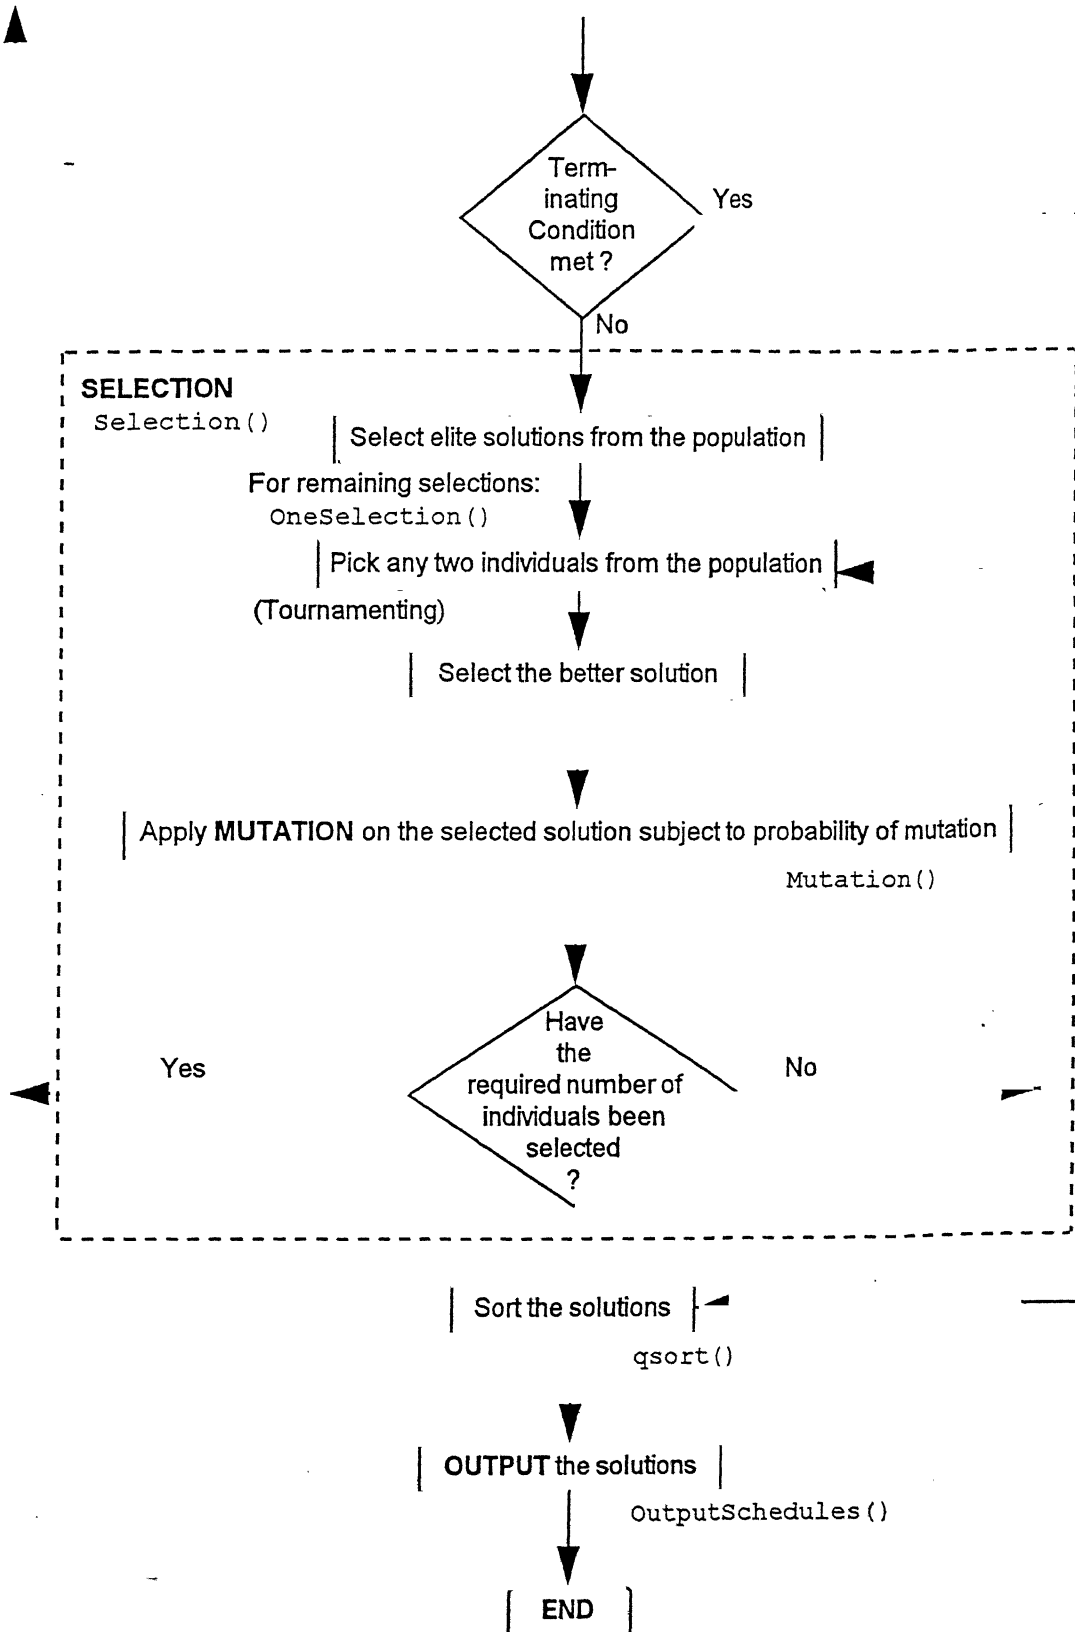 Term-
inating
Condition
met ?
Yes
No
SELECTION
Selection()
Select elite solutions from the population
For remaining selections:
OneSelection()
Pick any two individuals from the population
(Tournamenting)
Select the better solution
Apply MUTATION on the selected solution subject to probability of mutation
Mutation()
Have
the
required number of
individuals been
selected
?
Yes
No
Sort the solutions
qsort()
OUTPUT the solutions
OutputSchedules()
END